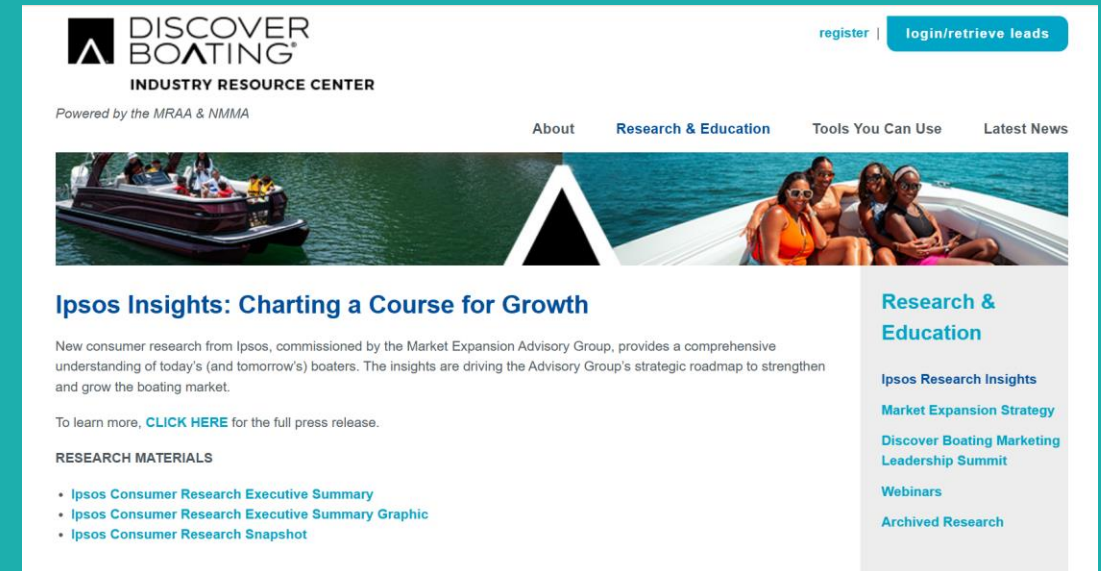 DISCOVER
BOATING®
INDUSTRY RESOURCE CENTER
Powered by the MRAA & NMMA
register | login/retrieve leads
About Research & Education Tools You Can Use Latest News
Ipsos Insights: Charting a Course for Growth
New consumer research from Ipsos, commissioned by the Market Expansion Advisory Group, provides a comprehensive
understanding of today's (and tomorrow's) boaters. The insights are driving the Advisory Group's strategic roadmap to strengthen
and grow the boating market.
To learn more, CLICK HERE for the full press release.
RESEARCH MATERIALS
• Ipsos Consumer Research Executive Summary
• Ipsos Consumer Research Executive Summary Graphic
• Ipsos Consumer Research Snapshot
Research &
Education
Ipsos Research Insights
Market Expansion Strategy
Discover Boating Marketing
Leadership Summit
Webinars
Archived Research